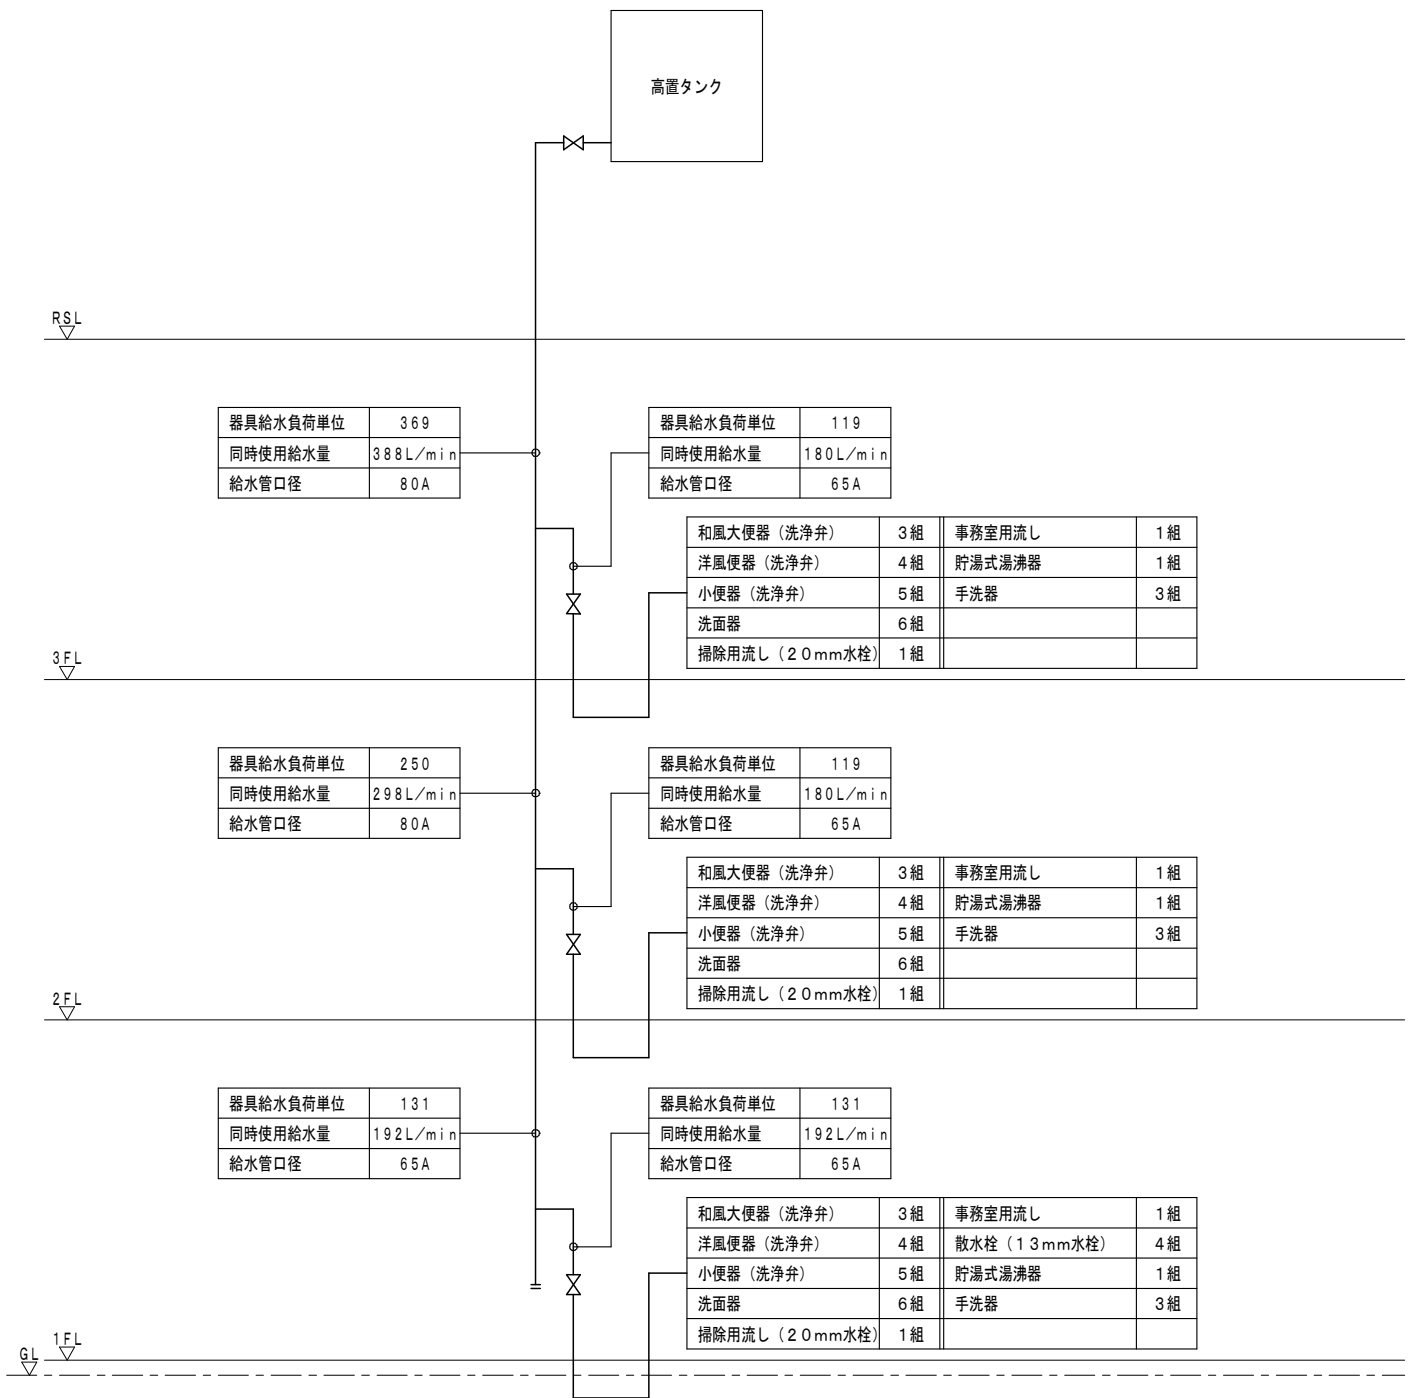 高置タンク
RSL
器具給水負荷単位 369
同時使用給水量 388L/min
給水管口径 80A
器具給水負荷単位 119
同時使用給水量 180L/min
給水管口径 65A
和風大便器（洗浄弁） 3組 事務室用流し 1組
洋風便器（洗浄弁） 4組 貯湯式湯沸器 1組
小便器（洗浄弁） 5組 手洗器 3組
洗面器 6組
掃除用流し（２０mm水栓） 1組
3FL
器具給水負荷単位 250
同時使用給水量 298L/min
給水管口径 80A
器具給水負荷単位 119
同時使用給水量 180L/min
給水管口径 65A
和風大便器（洗浄弁） 3組 事務室用流し 1組
洋風便器（洗浄弁） 4組 貯湯式湯沸器 1組
小便器（洗浄弁） 5組 手洗器 3組
洗面器 6組
掃除用流し（２０mm水栓） 1組
2FL
器具給水負荷単位 131
同時使用給水量 192L/min
給水管口径 65A
器具給水負荷単位 131
同時使用給水量 192L/min
給水管口径 65A
和風大便器（洗浄弁） 3組 事務室用流し 1組
洋風便器（洗浄弁） 4組 散水栓（１３mm水栓） 4組
小便器（洗浄弁） 5組 貯湯式湯沸器 1組
洗面器 6組 手洗器 3組
掃除用流し（２０mm水栓） 1組
1FL
GL